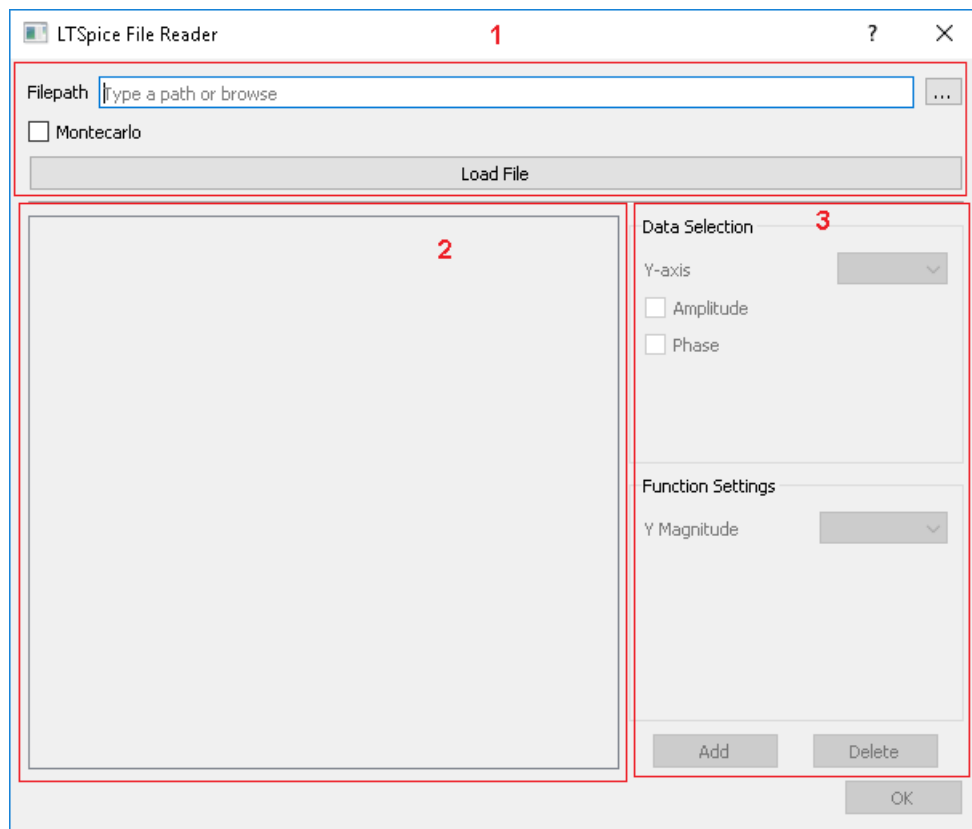 LTSpice File Reader 1 ?
Filepath Type a path or browse ...
Montecarlo
Load File
2
Data Selection 3
Y-axis
Amplitude
Phase
Function Settings
Y Magnitude
Add Delete
OK